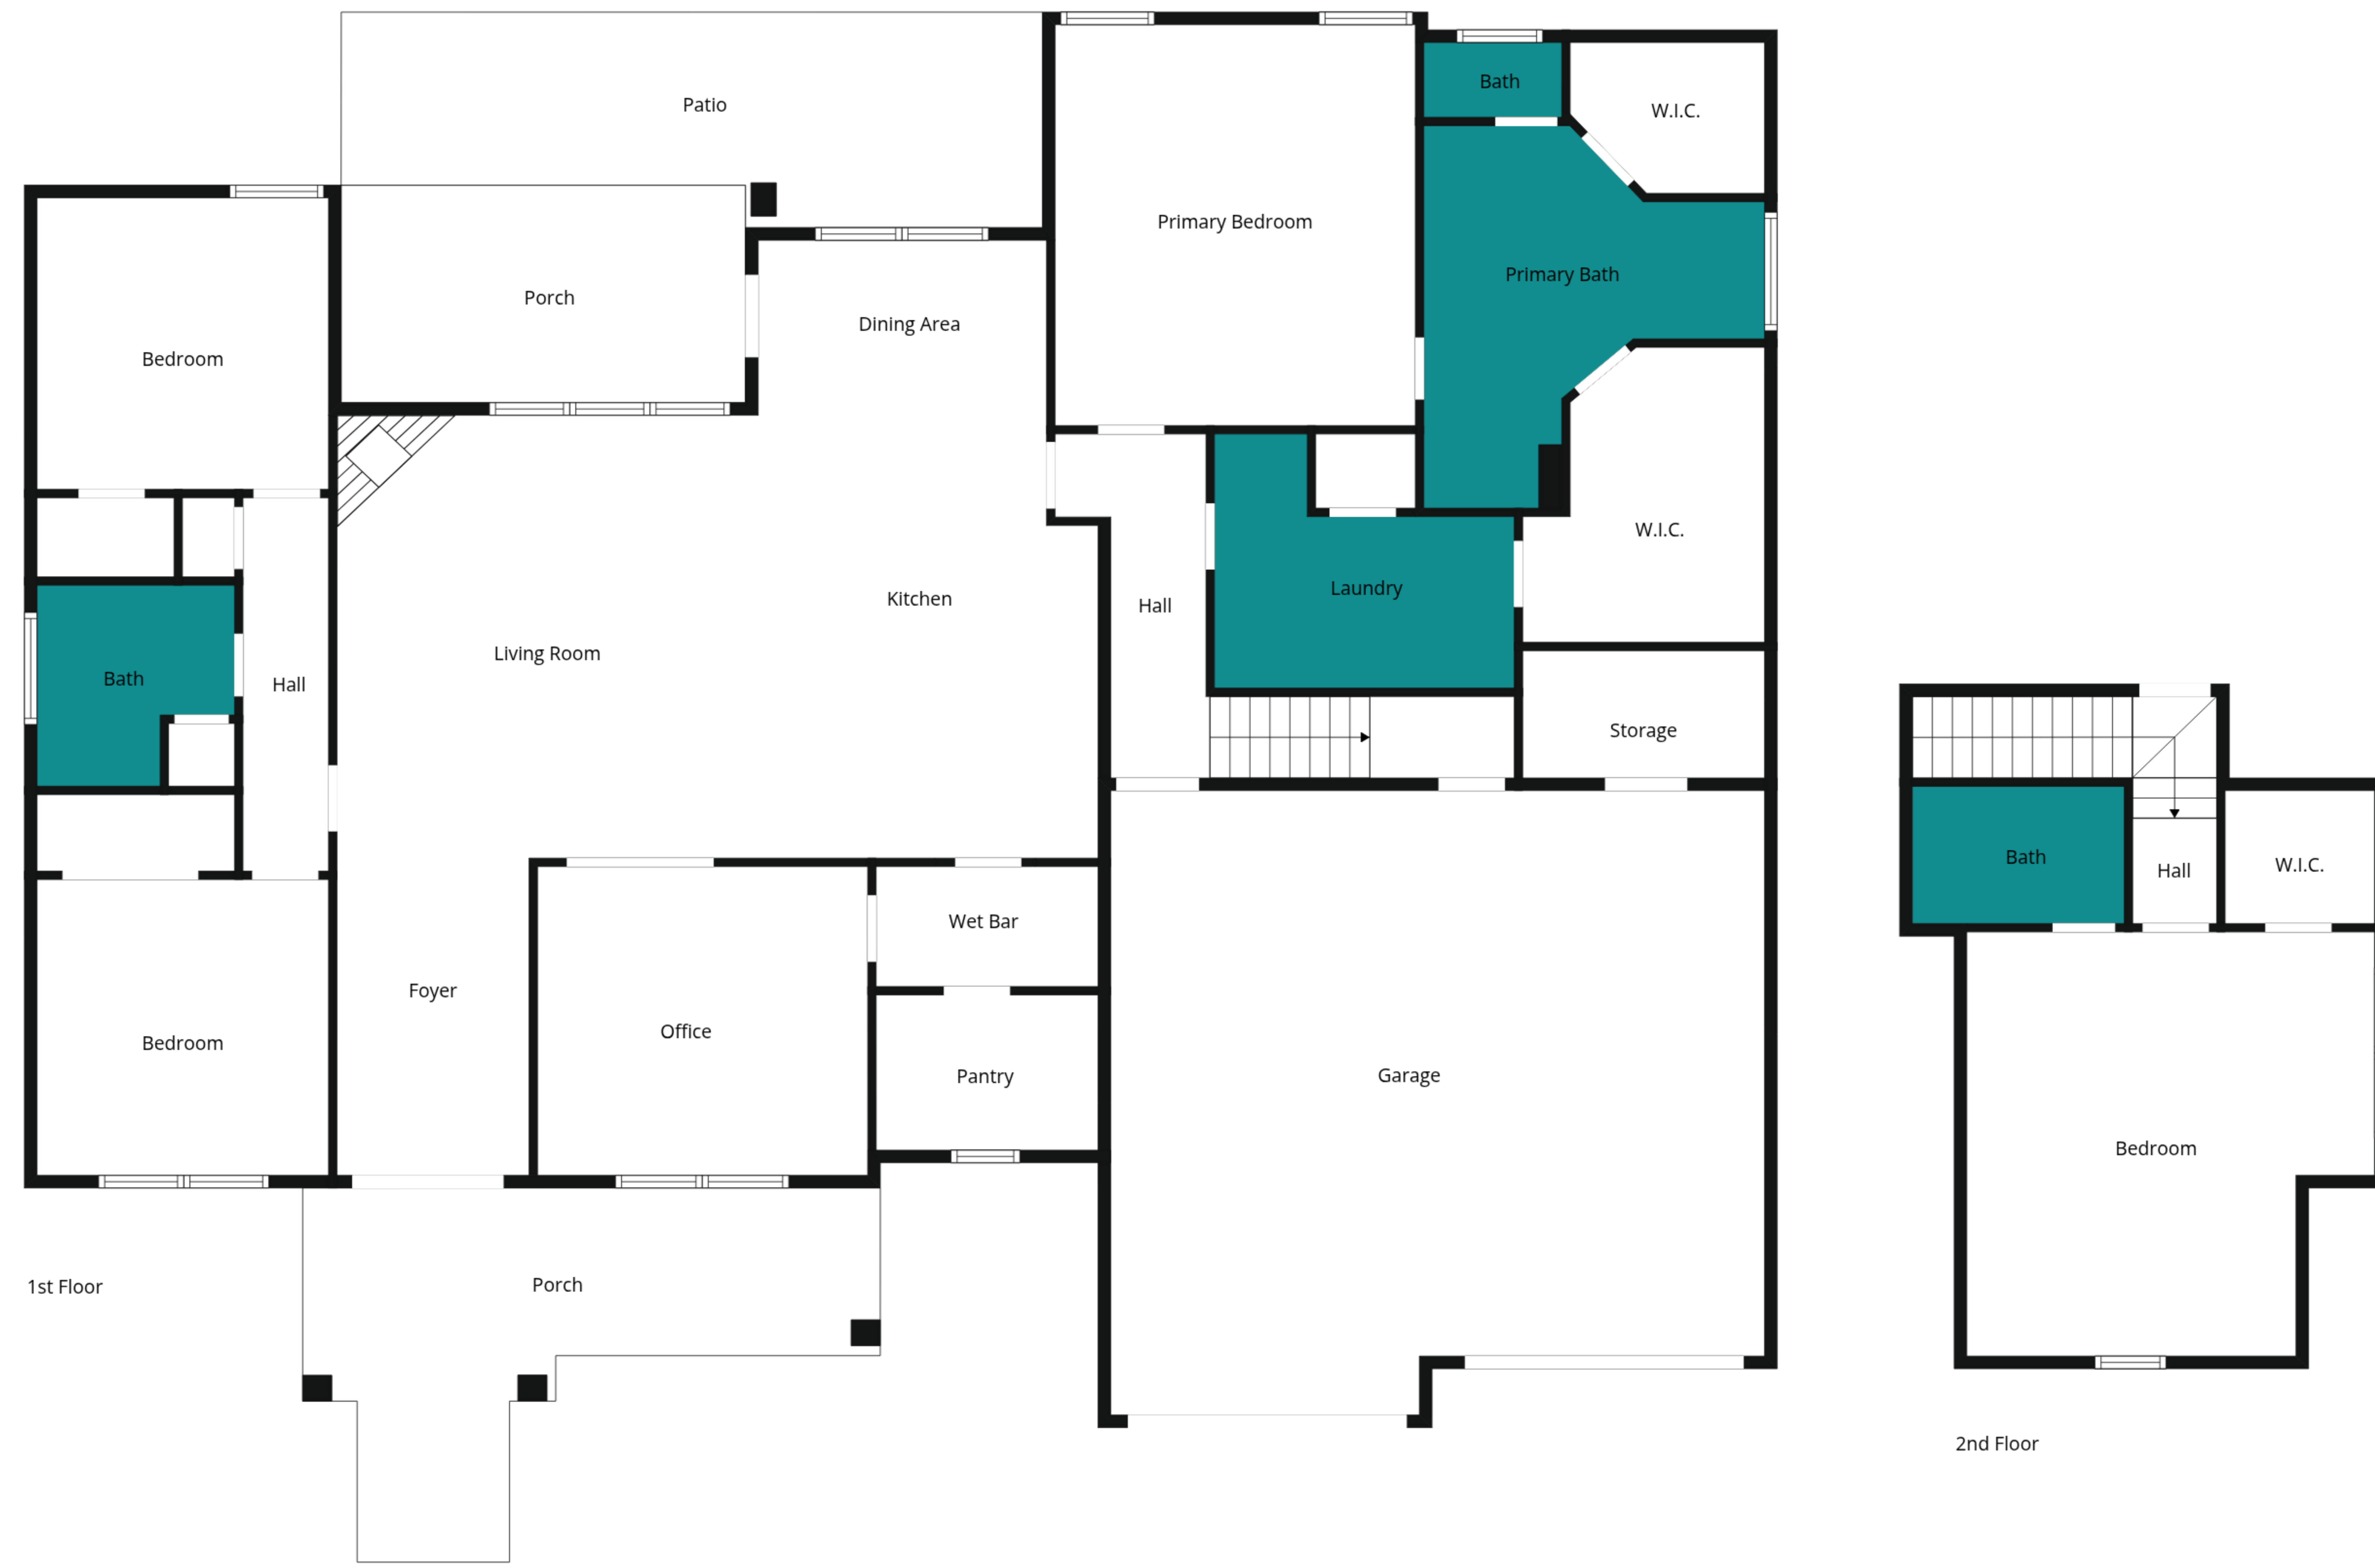 Patio
Bath
W.I.C.
Primary Bedroom
Primary Bath
Porch
Dining Area
Bedroom
W.I.C.
Laundry
Kitchen
Hall
Living Room
Bath
Hall
Storage
Bath
Hall
W.I.C.
Wet Bar
Foyer
Office
Bedroom
Pantry
Garage
Bedroom
1st Floor
Porch
2nd Floor